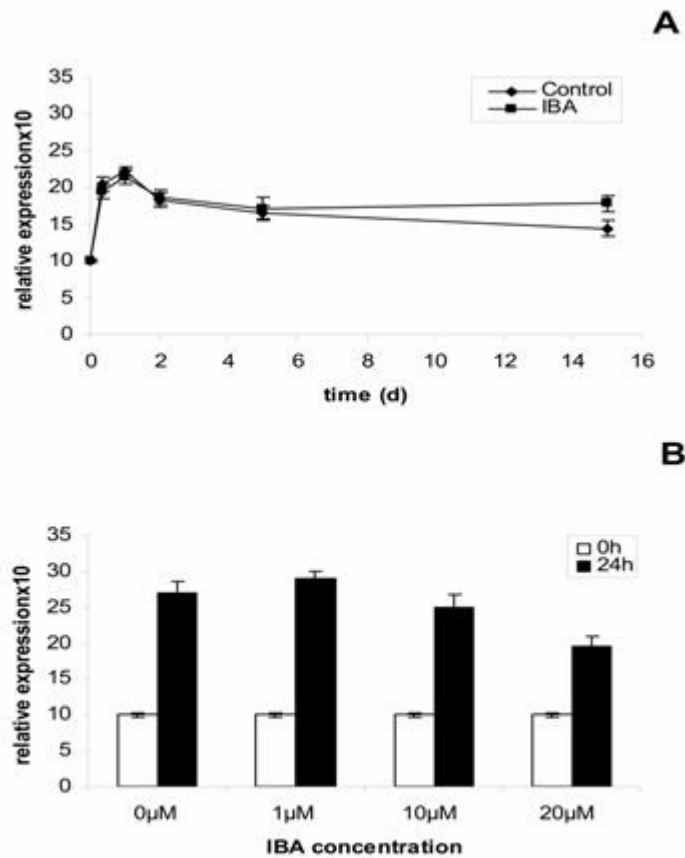 A
35
30
25
20
15
10
5
0
relative expressionx10
Control
IBA
0 2 4 6 8 10 12 14 16
time (d)
B
35
30
25
20
15
10
5
0
relative expressionx10
0h
24h
0µM 1µM 10µM 20µM
IBA concentration